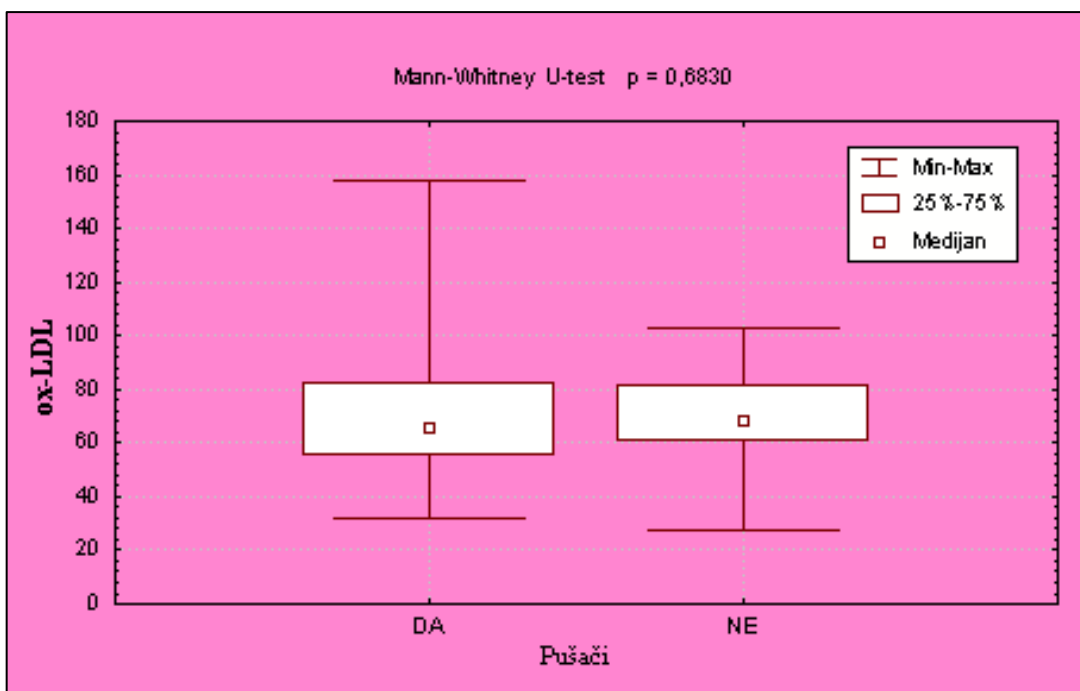 Mann-Whitney U-test p = 0,6830
180
160
140
120
100
80
60
40
20
0
ox-LDL
Min-Max
25%-75%
Medijan
DA NE
Pušači